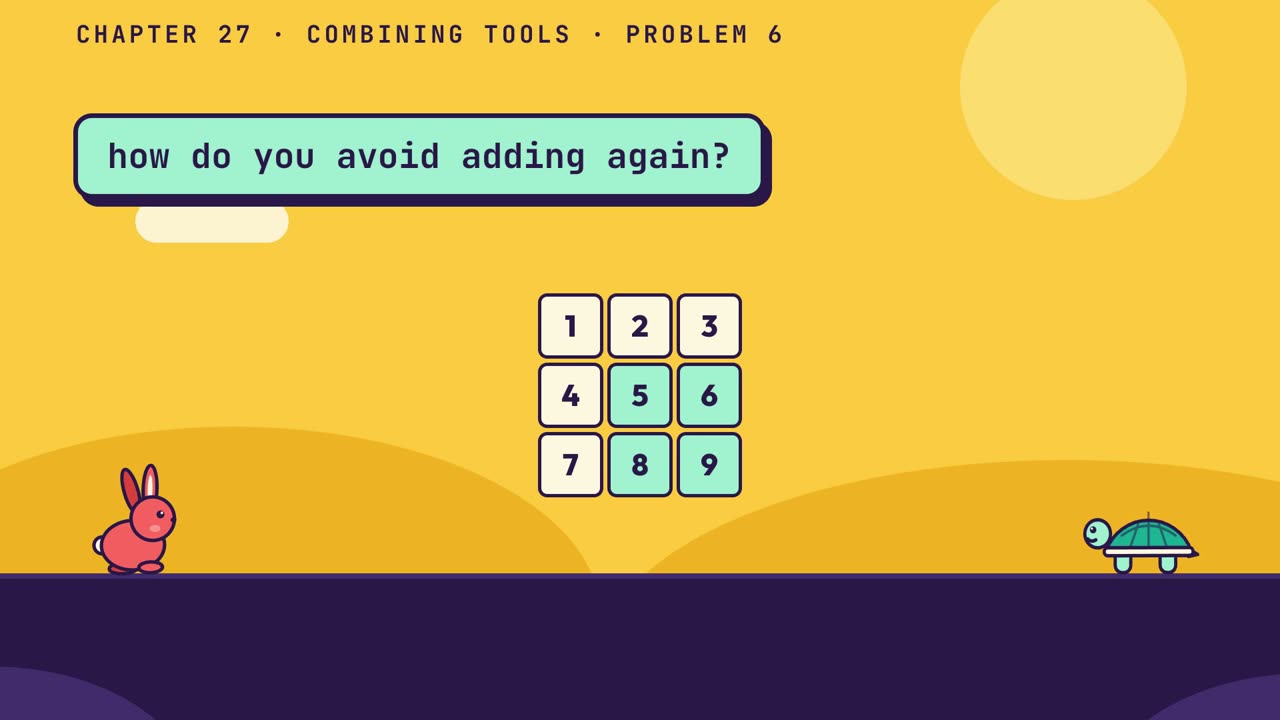 CHAPTER 27 · COMBINING TOOLS · PROBLEM 6
how do you avoid adding again?
1 2 3
4 5 6
7 8 9